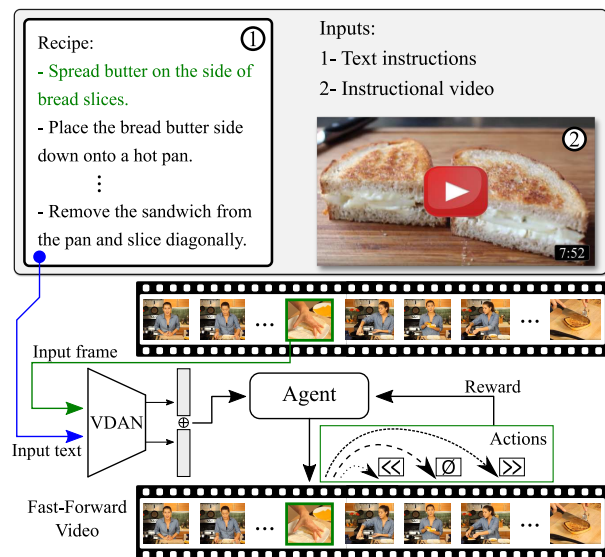 Recipe:
①
- Spread butter on the side of
bread slices.
- Place the bread butter side
down onto a hot pan.
⋮
- Remove the sandwich from
the pan and slice diagonally.
Inputs:
1- Text instructions
2- Instructional video
②
7:52
Input frame
VDAN
Input text
⊕
Agent
Reward
Actions
<< Ø >>
...
...
Fast-Forward
Video
...
...